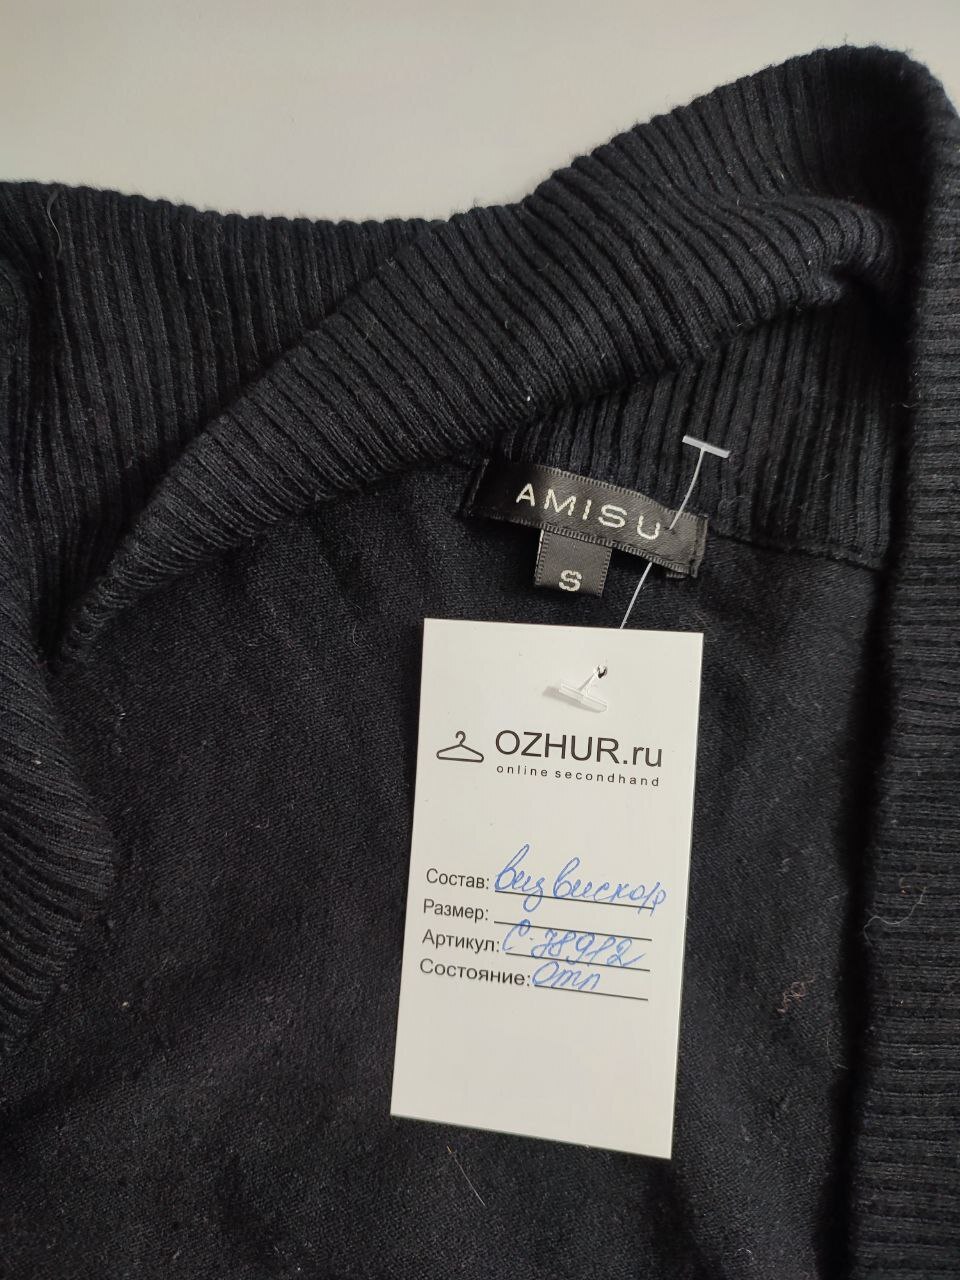 AMISU
S
OZHUR.ru
online secondhand
Состав: виз вискоз
Размер:
Артикул: С-78912
Состояние: Отл